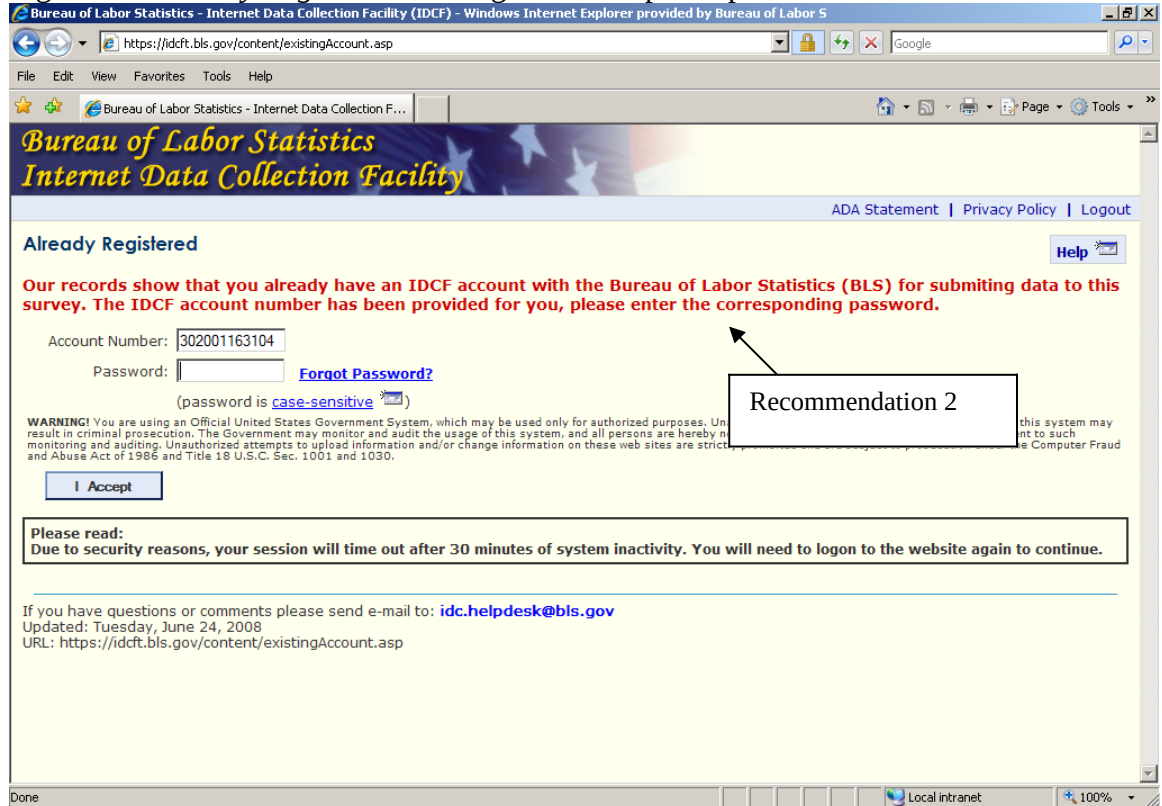 Bureau of Labor Statistics - Internet Data Collection Facility (IDCF) - Windows Internet Explorer provided by Bureau of Labor S
https://idcft.bls.gov/content/existingAccount.asp
Google
File Edit View Favorites Tools Help
Bureau of Labor Statistics - Internet Data Collection F...
Page Tools
Bureau of Labor Statistics
Internet Data Collection Facility
ADA Statement | Privacy Policy | Logout
Already Registered
Help
Our records show that you already have an IDCF account with the Bureau of Labor Statistics (BLS) for submiting data to this
survey. The IDCF account number has been provided for you, please enter the corresponding password.
Account Number: 302001163104
Password: Forgot Password?
(password is case-sensitive )
Recommendation 2
WARNING! You are using an Official United States Government System, which may be used only for authorized purposes. this system may
result in criminal prosecution. The Government may monitor and audit the usage of this system, and all persons are hereby to such
monitoring and auditing. Unauthorized attempts to upload information and/or change information on these web sites are Computer Fraud
and Abuse Act of 1986 and Title 18 U.S.C. Sec. 1001 and 1030.
I Accept
Please read:
Due to security reasons, your session will time out after 30 minutes of system inactivity. You will need to logon to the website again to continue.
If you have questions or comments please send e-mail to: idc.helpdesk@bls.gov
Updated: Tuesday, June 24, 2008
URL: https://idcft.bls.gov/content/existingAccount.asp
Done
Local intranet
100%